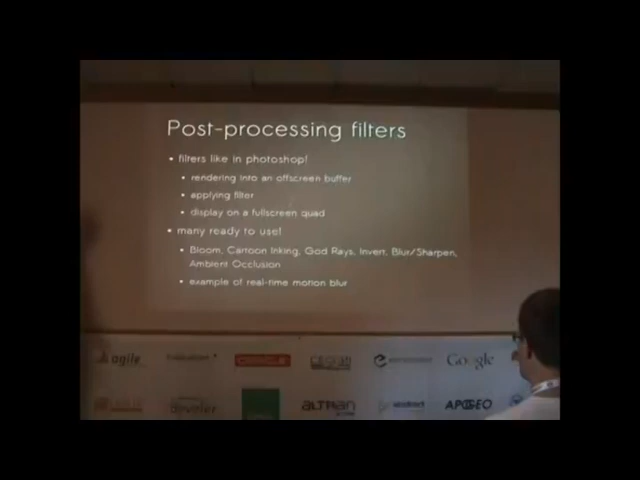 Post-processing filters
• filters like in photoshop!
• rendering into an offscreen buffer
• applying filter
• display on a fullscreen quad
• many ready to use!
• Bloom, Cartoon Inking, God Rays, Invert, Blur/Sharpen,
Ambient Occlusion
• example of real-time motion blur
agile ORACLE Google
develer ALTRAN APOGEO